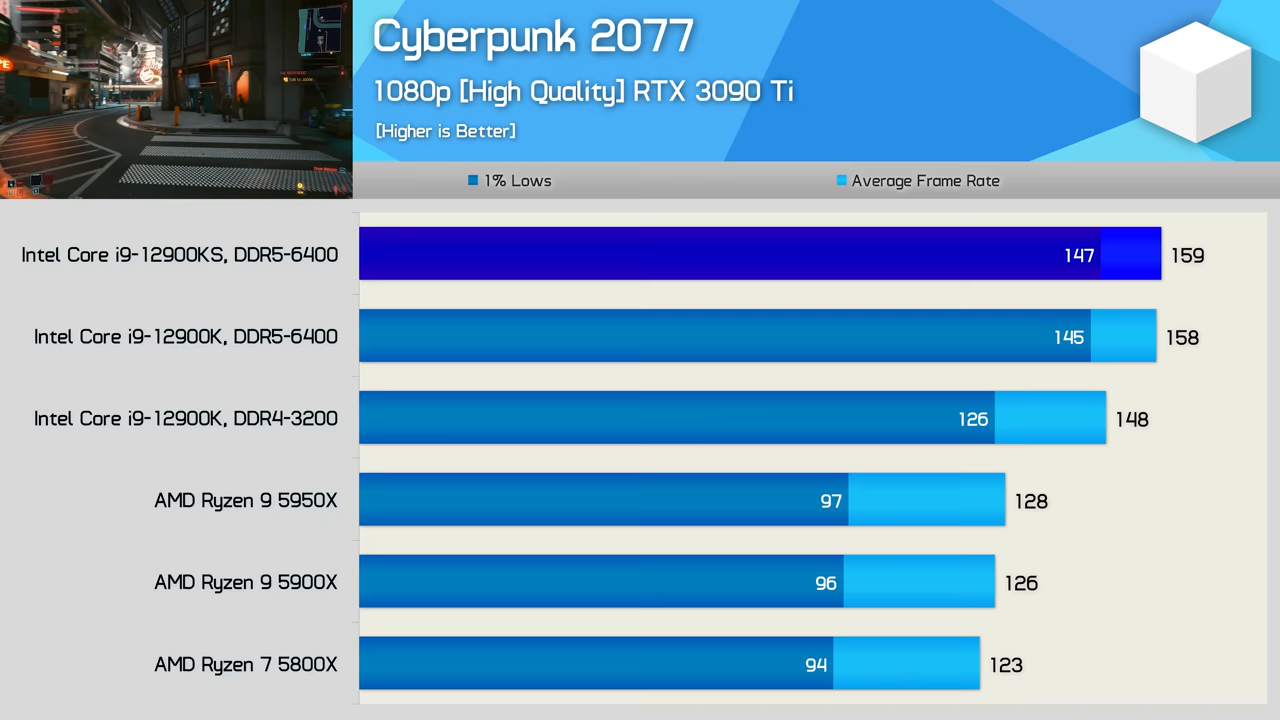 Cyberpunk 2077
1080p [High Quality] RTX 3090 Ti
[Higher is Better]
1% Lows
Average Frame Rate
Intel Core i9-12900KS, DDR5-6400
147
159
Intel Core i9-12900K, DDR5-6400
145
158
Intel Core i9-12900K, DDR4-3200
126
148
AMD Ryzen 9 5950X
97
128
AMD Ryzen 9 5900X
96
126
AMD Ryzen 7 5800X
94
123